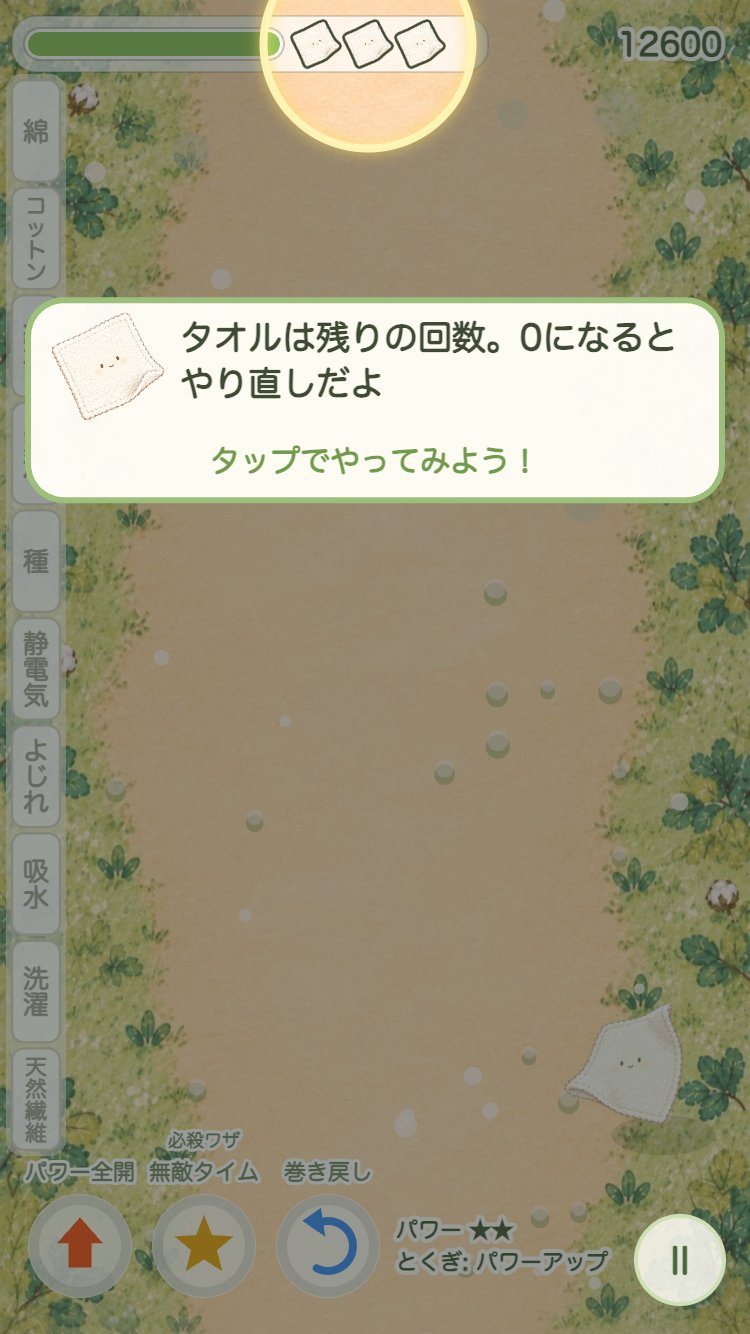 12600
綿
コットン
タオルは残りの回数。0になると
やり直しだよ
タップでやってみよう！
種
静電気
よじれ
吸水
洗濯
天然繊維
必殺ワザ
パワー全開
無敵タイム
巻き戻し
パワー ★★
とくぎ: パワーアップ